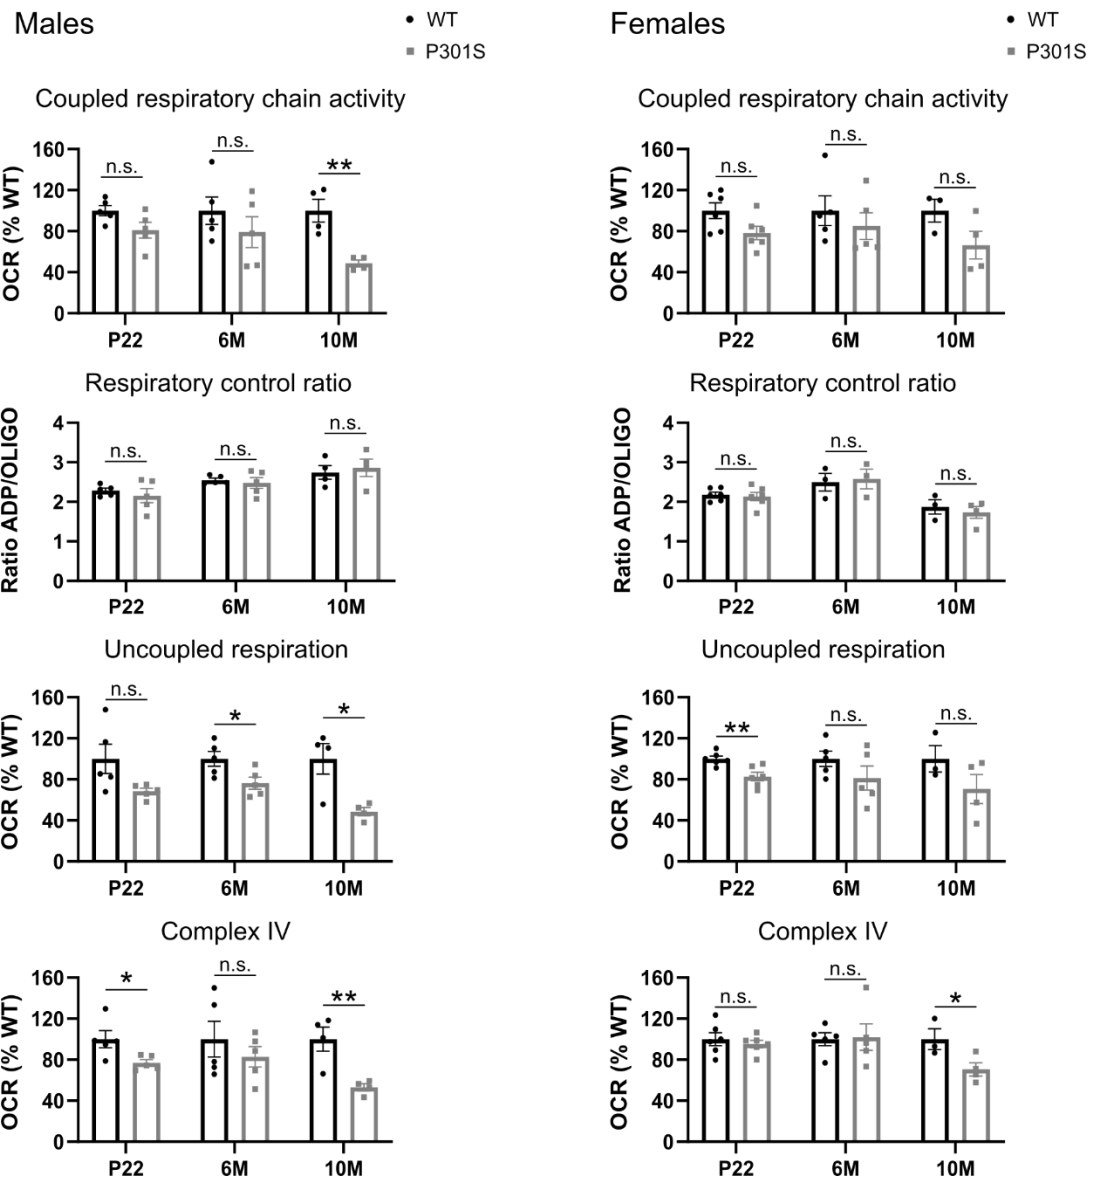 Males
WT
P301S
Females
WT
P301S
Coupled respiratory chain activity
n.s.
n.s.
**
OCR (% WT)
160
120
80
40
0
P22 6M 10M
Coupled respiratory chain activity
n.s.
n.s.
n.s.
OCR (% WT)
160
120
80
40
0
P22 6M 10M
Respiratory control ratio
n.s.
n.s.
n.s.
Ratio ADP/OLIGO
4
3
2
1
0
P22 6M 10M
Respiratory control ratio
n.s.
n.s.
n.s.
Ratio ADP/OLIGO
4
3
2
1
0
P22 6M 10M
Uncoupled respiration
n.s.
*
*
OCR (% WT)
160
120
80
40
0
P22 6M 10M
Uncoupled respiration
**
n.s.
n.s.
OCR (% WT)
160
120
80
40
0
P22 6M 10M
Complex IV
*
n.s.
**
OCR (% WT)
160
120
80
40
0
P22 6M 10M
Complex IV
n.s.
n.s.
*
OCR (% WT)
160
120
80
40
0
P22 6M 10M